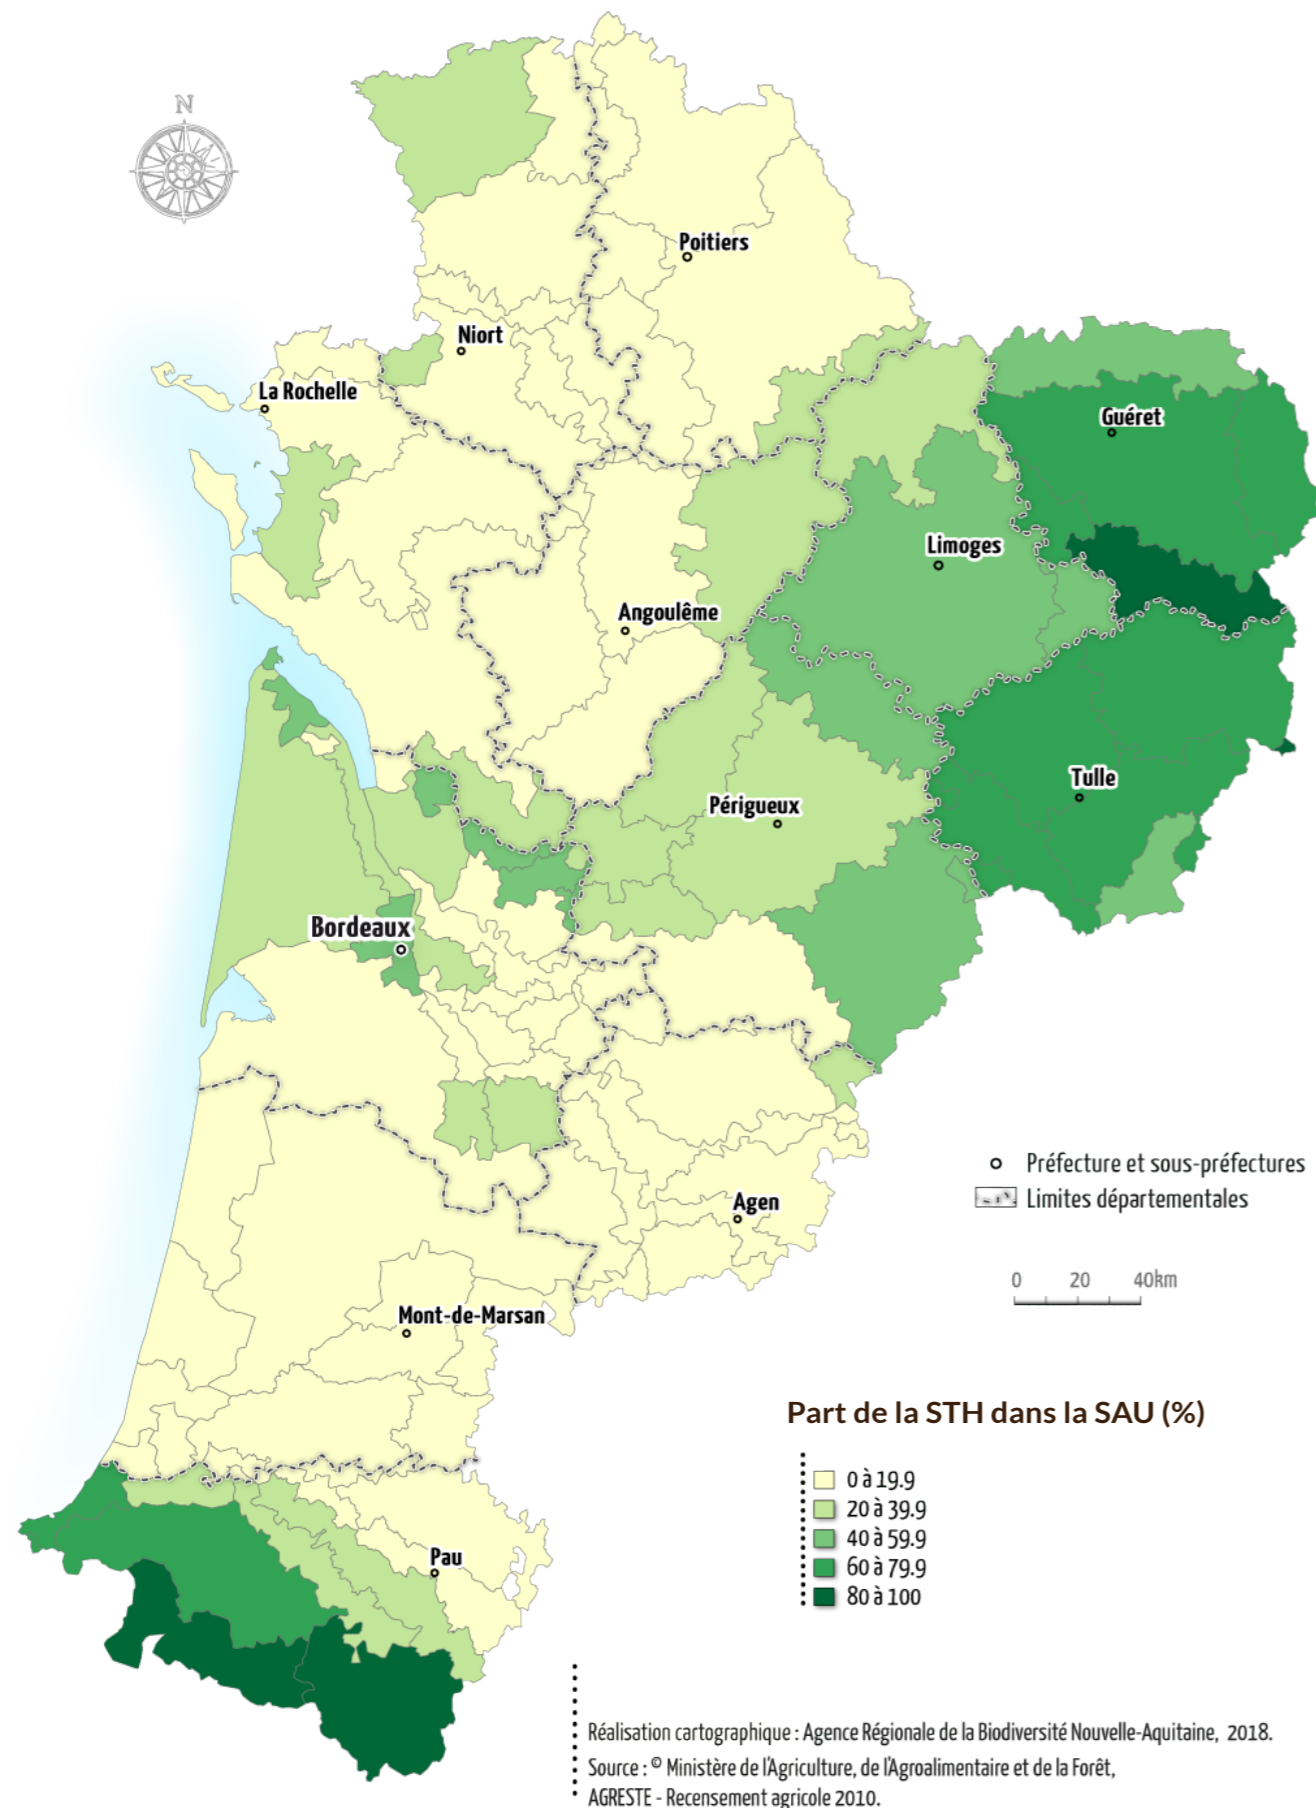 N
Poitiers
Niort
La Rochelle
Guéret
Limoges
Angoulême
Tulle
Périgueux
Bordeaux
Préfecture et sous-préfectures
Limites départementales
Agen
0 20 40km
Mont-de-Marsan
Part de la STH dans la SAU (%)
0 à 19.9
20 à 39.9
40 à 59.9
60 à 79.9
80 à 100
Pau
Réalisation cartographique : Agence Régionale de la Biodiversité Nouvelle-Aquitaine, 2018.
Source : © Ministère de l'Agriculture, de l'Agroalimentaire et de la Forêt,
AGRESTE - Recensement agricole 2010.